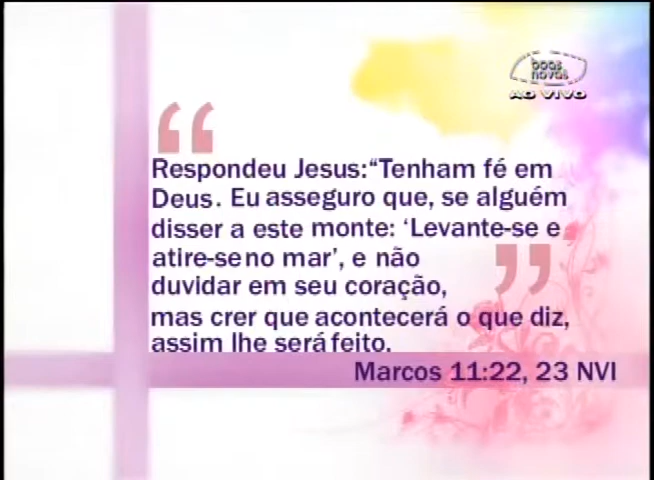 boas
novas
AO VIVO
Respondeu Jesus:“Tenham fé em
Deus. Eu asseguro que, se alguém
disser a este monte: ‘Levante-se e
atire-se no mar’, e não
duvidar em seu coração,
mas crer que acontecerá o que diz,
assim lhe será feito.
Marcos 11:22, 23 NVI